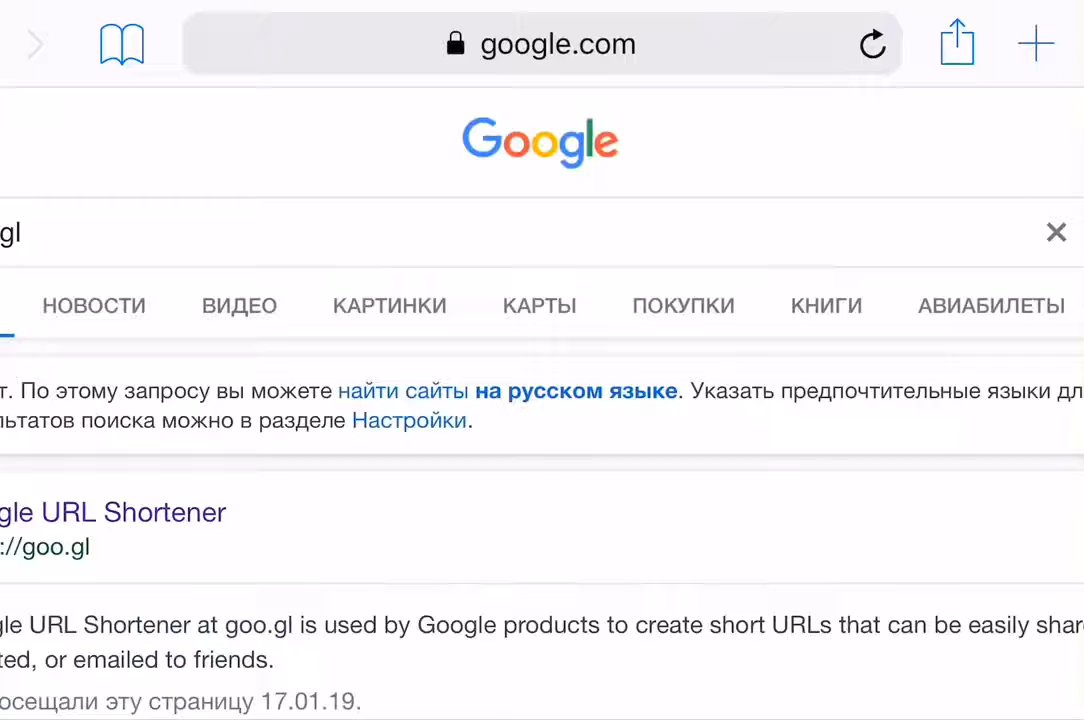 google.com
Google
gl
НОВОСТИ ВИДЕО КАРТИНКИ КАРТЫ ПОКУПКИ КНИГИ АВИАБИЛЕТЫ
т. По этому запросу вы можете найти сайты на русском языке. Указать предпочтительные языки дл
льтатов поиска можно в разделе Настройки.
gle URL Shortener
://goo.gl
gle URL Shortener at goo.gl is used by Google products to create short URLs that can be easily shar
ted, or emailed to friends.
осещали эту страницу 17.01.19.